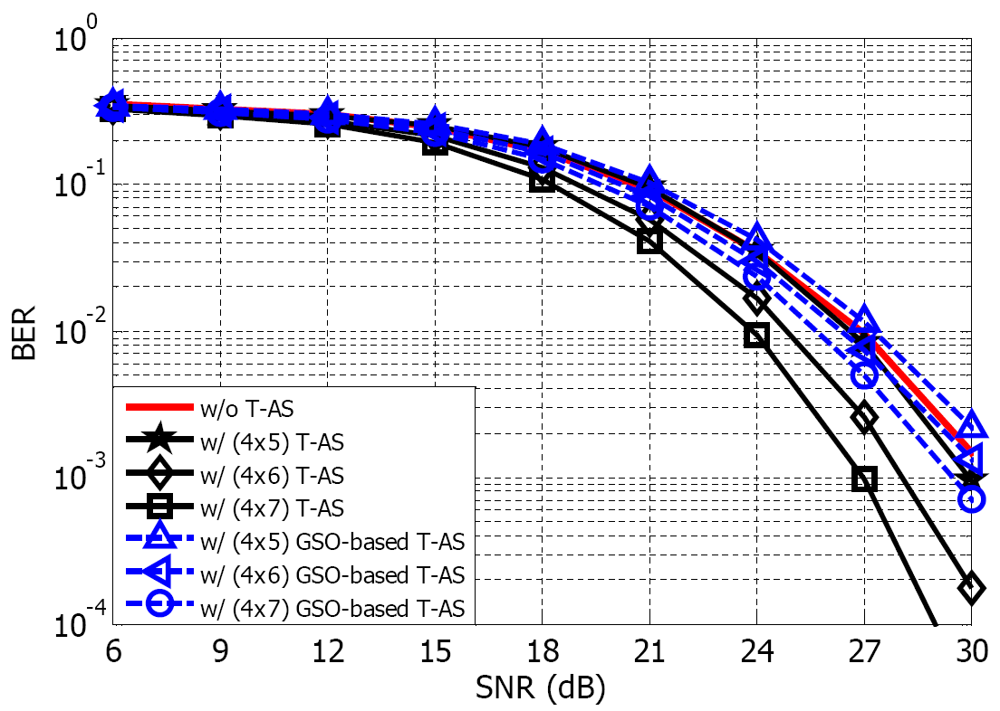 10^0
10^-1
10^-2
10^-3
10^-4
BER
w/o T-AS
w/ (4x5) T-AS
w/ (4x6) T-AS
w/ (4x7) T-AS
w/ (4x5) GSO-based T-AS
w/ (4x6) GSO-based T-AS
w/ (4x7) GSO-based T-AS
6 9 12 15 18 21 24 27 30
SNR (dB)